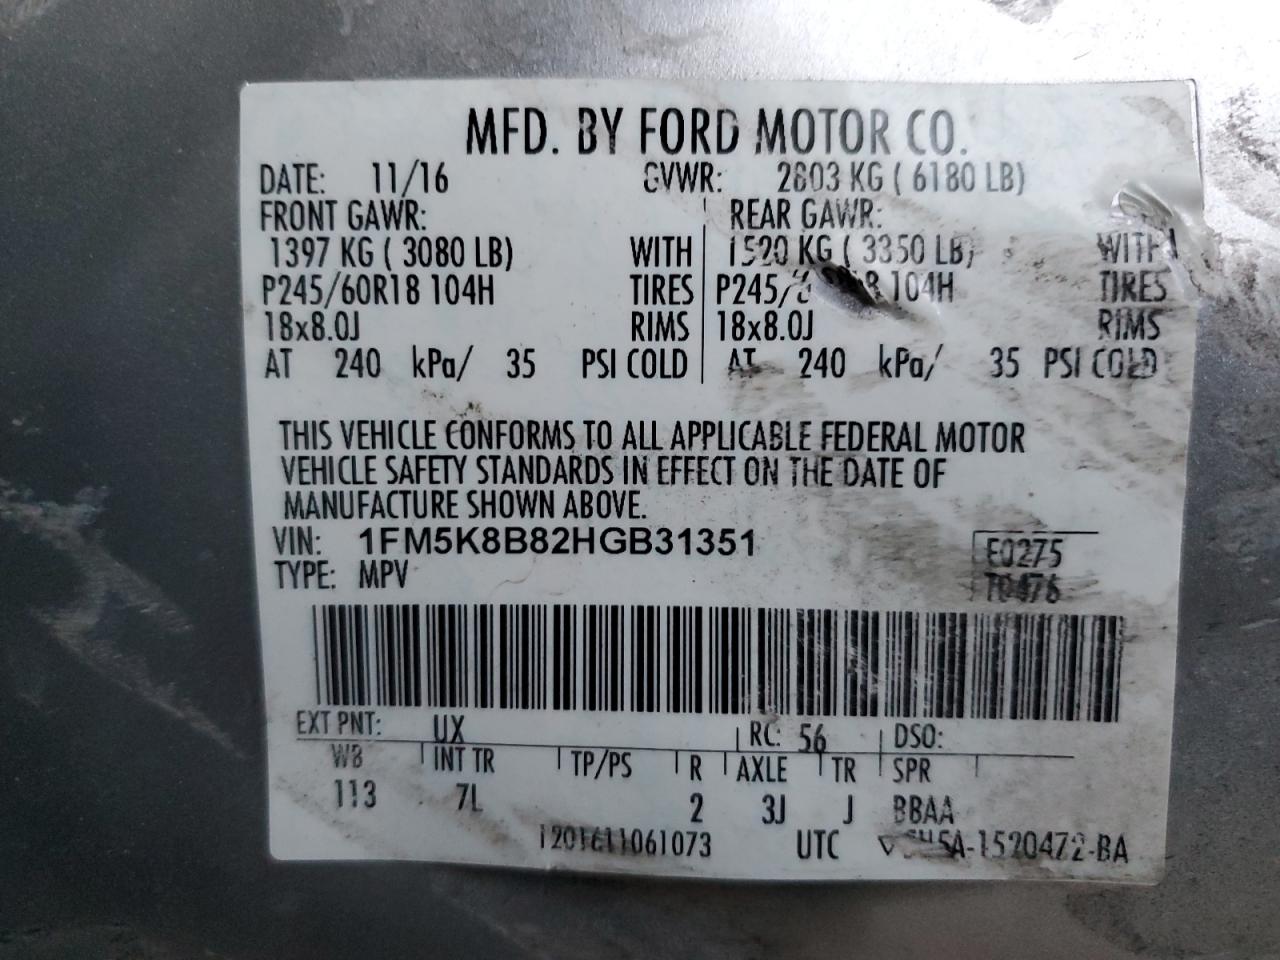 MFD. BY FORD MOTOR CO.
DATE: 11/16 GVWR: 2803 KG ( 6180 LB)
FRONT GAWR: REAR GAWR:
1397 KG ( 3080 LB) WITH 1520 KG ( 3350 LB) WITH
P245/60R18 104H TIRES 104H TIRES
18x8.0J RIMS 18x8.0J RIMS
AT 240 kPa/ 35 PSI COLD AT 240 kPa/ 35 PSI COLD
THIS VEHICLE CONFORMS TO ALL APPLICABLE FEDERAL MOTOR
VEHICLE SAFETY STANDARDS IN EFFECT ON THE DATE OF
MANUFACTURE SHOWN ABOVE.
VIN: 1FM5K8B82HGB31351 E0275
TYPE: MPV T0476
EXT PNT: UX RC: 56 DSO:
WB INT TR TP/PS R AXLE TR SPR
113 7L 2 3J J BBAA
1201611061073 UTC